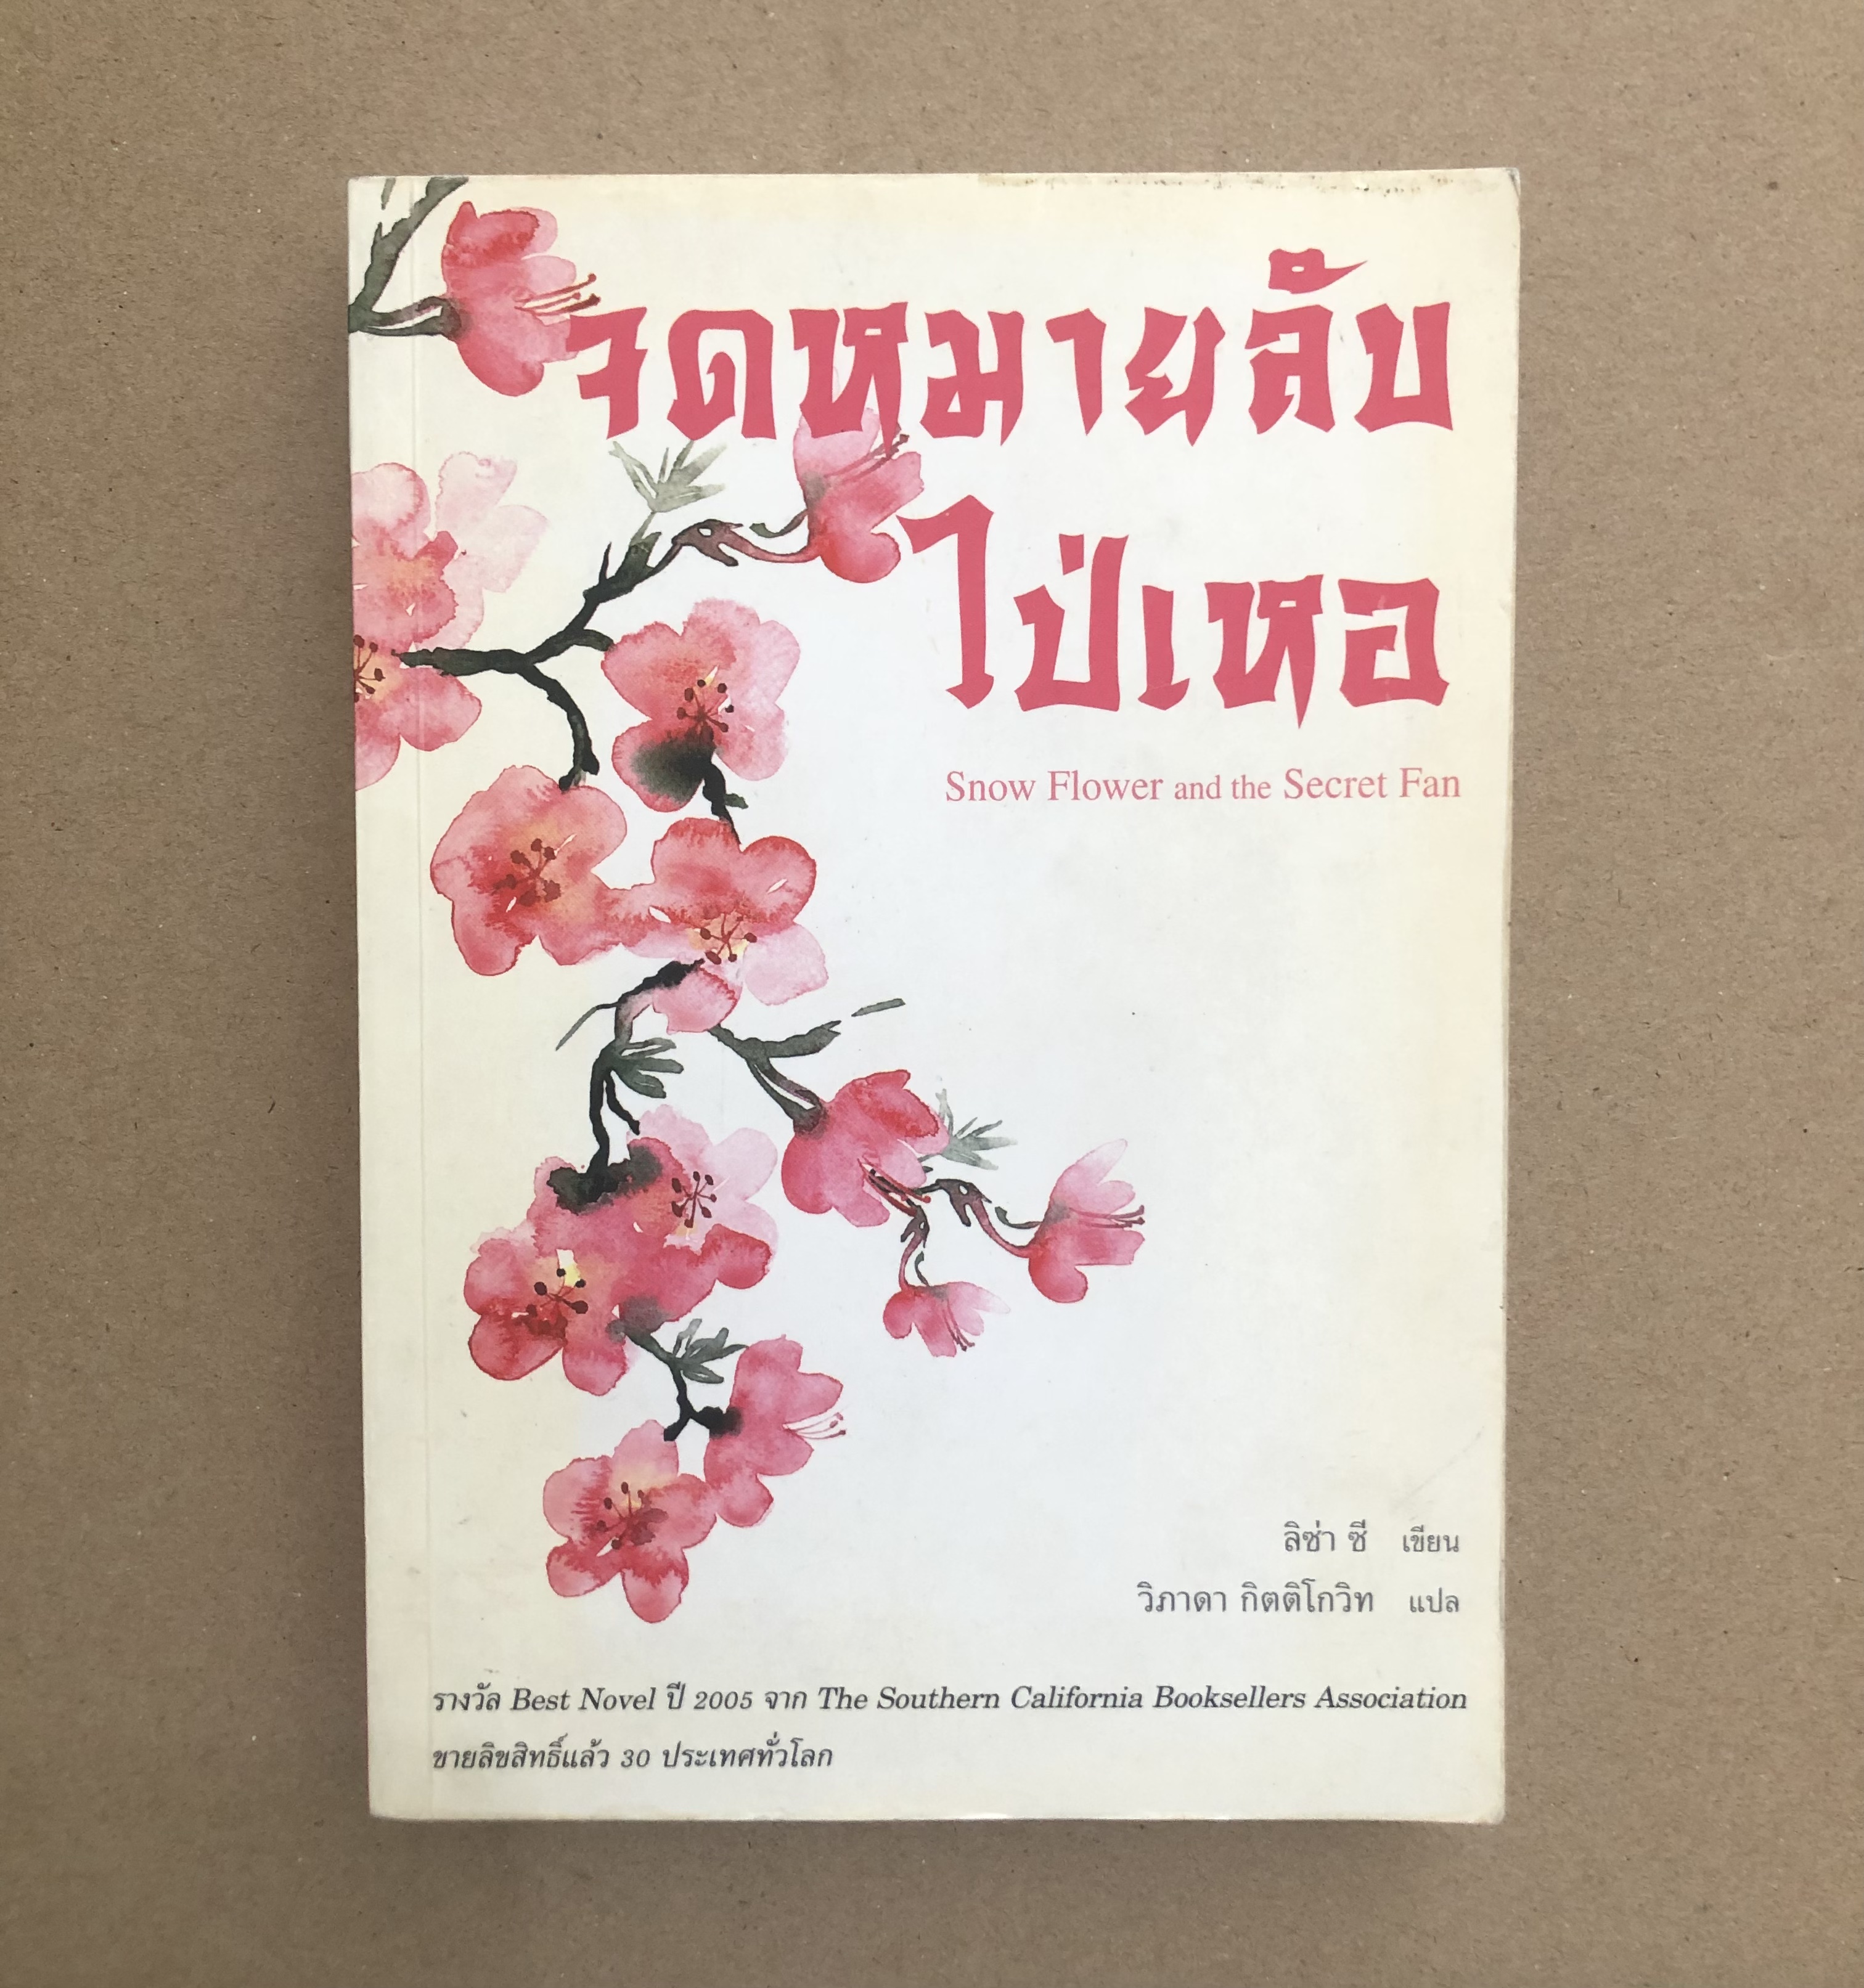 จดหมายลับ
ไป่เหอ
Snow Flower and the Secret Fan
ลิซ่า ซี เขียน
วิภาดา กิตติโกวิท แปล
รางวัล Best Novel ปี 2005 จาก The Southern California Booksellers Association
ขายลิขสิทธิ์แล้ว 30 ประเทศทั่วโลก